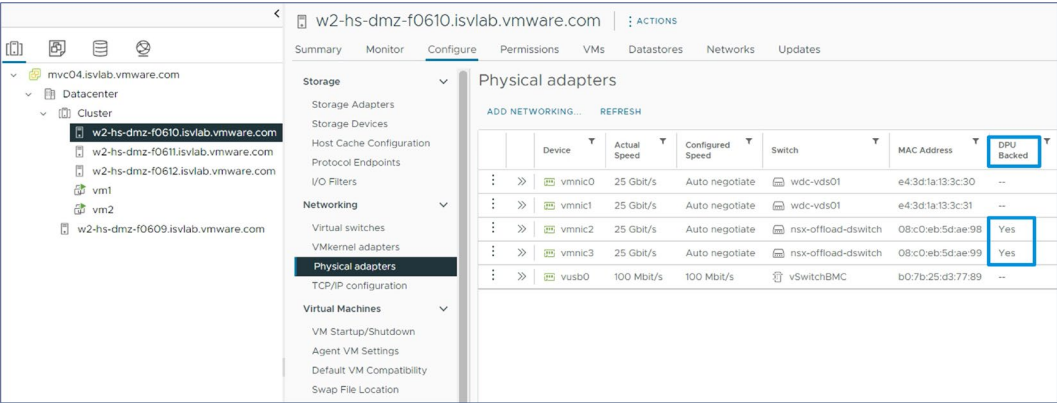 w2-hs-dmz-f0610.isvlab.vmware.com ACTIONS
Summary Monitor Configure Permissions VMs Datastores Networks Updates
mvc04.isvlab.vmware.com
Datacenter
Cluster
w2-hs-dmz-f0610.isvlab.vmware.com
w2-hs-dmz-f0611.isvlab.vmware.com
w2-hs-dmz-f0612.isvlab.vmware.com
vm1
vm2
w2-hs-dmz-f0609.isvlab.vmware.com
Storage
Storage Adapters
Storage Devices
Host Cache Configuration
Protocol Endpoints
I/O Filters
Networking
Virtual switches
VMkernel adapters
Physical adapters
TCP/IP configuration
Virtual Machines
VM Startup/Shutdown
Agent VM Settings
Default VM Compatibility
Swap File Location
Physical adapters
ADD NETWORKING... REFRESH
Device Actual Speed Configured Speed Switch MAC Address DPU Backed
vmnic0 25 Gbit/s Auto negotiate wdc-vds01 e4:3d:1a:13:3c:30 --
vmnic1 25 Gbit/s Auto negotiate wdc-vds01 e4:3d:1a:13:3c:31 --
vmnic2 25 Gbit/s Auto negotiate nsx-offload-dswitch 08:c0:eb:5d:ae:98 Yes
vmnic3 25 Gbit/s Auto negotiate nsx-offload-dswitch 08:c0:eb:5d:ae:99 Yes
vusb0 100 Mbit/s 100 Mbit/s vSwitchBMC b0:7b:25:d3:77:89 --